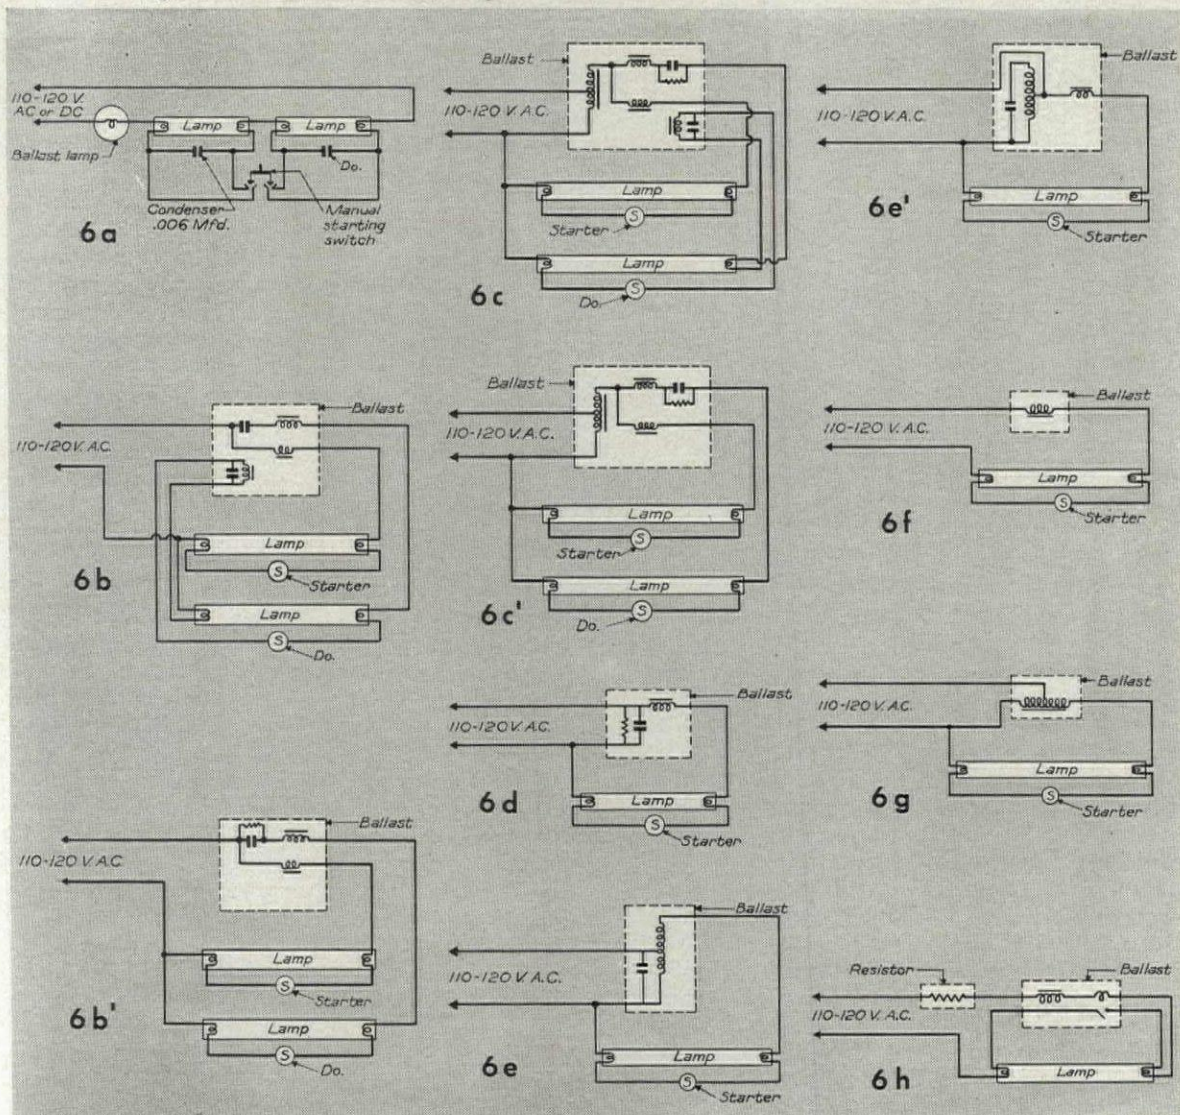 110-120 V.
AC or DC
Lamp
Lamp
Ballast lamp
Do.
Condenser
.006 Mfd.
Manual
starting
switch
6a
Ballast
110-120 V. A.C.
Lamp
Starter
Lamp
Do.
6c
Ballast
110-120 V. A.C.
Lamp
Starter
6e'
Ballast
110-120 V. A.C.
Lamp
Starter
Lamp
Do.
6b
Ballast
110-120 V. A.C.
Lamp
Starter
Lamp
Do.
6c'
Ballast
110-120 V. A.C.
Lamp
Starter
6f
Ballast
110-120 V. A.C.
Lamp
Starter
6d
Ballast
110-120 V. A.C.
Lamp
Starter
6g
Ballast
110-120 V. A.C.
Lamp
Starter
Lamp
Do.
6b'
Ballast
110-120 V. A.C.
Lamp
Starter
6e
Resistor
Ballast
110-120 V. A.C.
Lamp
6h
S
S
S
S
S
S
S
S
S
S
S
S
S